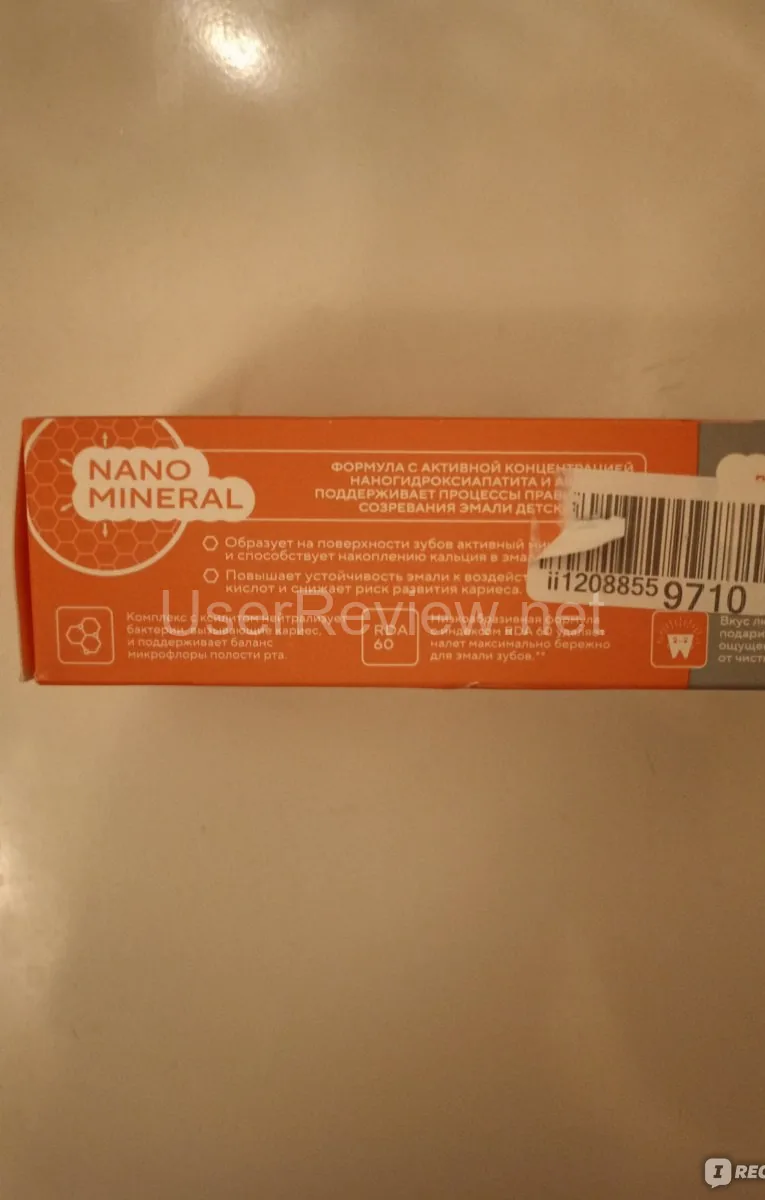 NANO
MINERAL
ФОРМУЛА С АКТИВНОЙ КОНЦЕНТРАЦИЕЙ
НАНОГИДРОКСИАПАТИТА И
ПОДДЕРЖИВАЕТ ПРОЦЕССЫ
СОЗРЕВАНИЯ ЭМАЛИ
Образует на поверхности зубов активный
и способствует накоплению кальция в
Повышает устойчивость эмали к
кислот и снижает риск развития кариеса.
Комплекс с ксилитом нейтрализует
бактерии, вызывающие кариес,
и поддерживает баланс
микрофлоры полости рта.
RDA
60
Низкоабразивная формула
с индексом RDA 60 удаляет
налет максимально бережно
для эмали зубов.**
Вкус
от
ii1208855 9710
UserReview.net
I REC